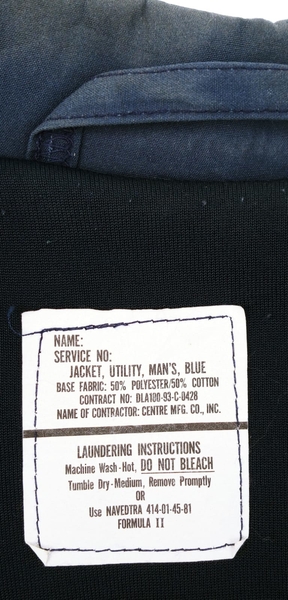 NAME:
SERVICE NO:
JACKET, UTILITY, MAN'S, BLUE
BASE FABRIC: 50% POLYESTER/50% COTTON
CONTRACT NO: DLA100-93-C-0428
NAME OF CONTRACTOR: CENTRE MFG. CO., INC.
LAUNDERING INSTRUCTIONS
Machine Wash-Hot, DO NOT BLEACH
Tumble Dry-Medium, Remove Promptly
OR
Use NAVEDTRA 414-01-45-81
FORMULA II